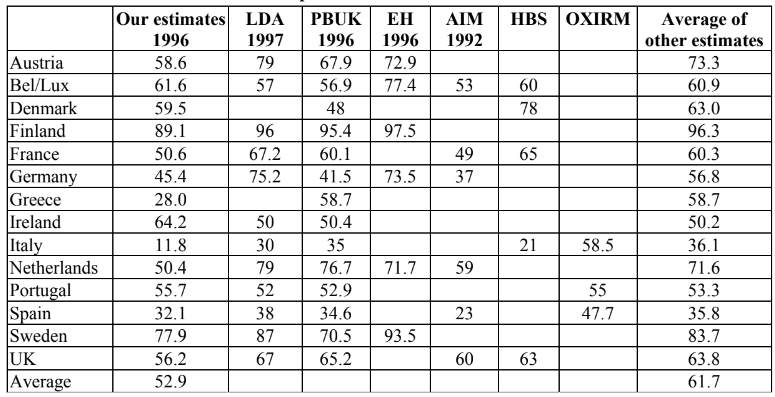 Our estimates 1996 LDA 1997 PBUK 1996 EH 1996 AIM 1992 HBS OXIRM Average of other estimates
Austria 58.6 79 67.9 72.9 73.3
Bel/Lux 61.6 57 56.9 77.4 53 60 60.9
Denmark 59.5 48 78 63.0
Finland 89.1 96 95.4 97.5 96.3
France 50.6 67.2 60.1 49 65 60.3
Germany 45.4 75.2 41.5 73.5 37 56.8
Greece 28.0 58.7 58.7
Ireland 64.2 50 50.4 50.2
Italy 11.8 30 35 21 58.5 36.1
Netherlands 50.4 79 76.7 71.7 59 71.6
Portugal 55.7 52 52.9 55 53.3
Spain 32.1 38 34.6 23 47.7 35.8
Sweden 77.9 87 70.5 93.5 83.7
UK 56.2 67 65.2 60 63 63.8
Average 52.9 61.7